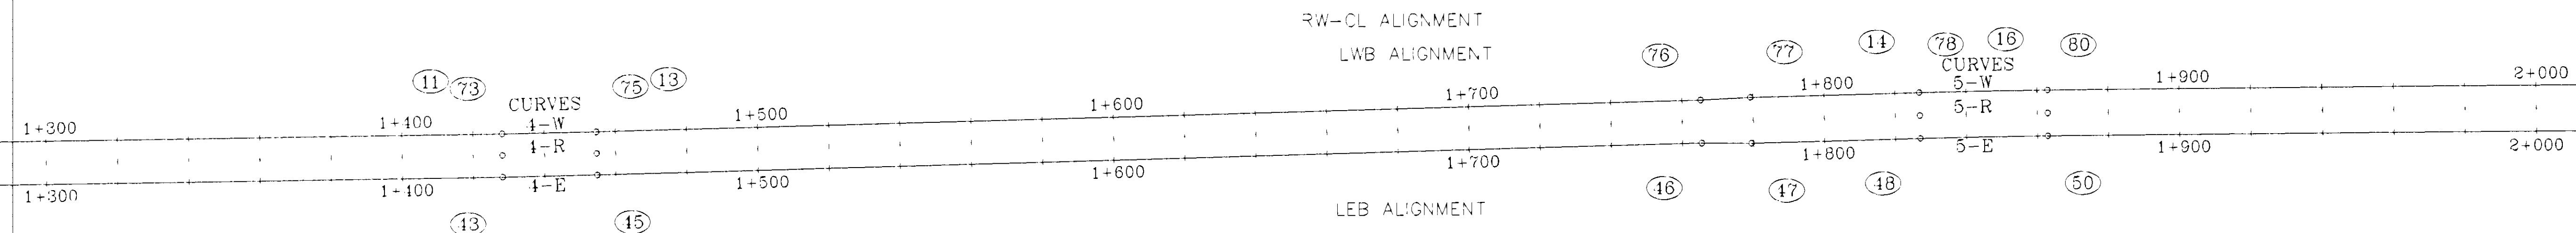 RW-CL ALIGNMENT
LWB ALIGNMENT
11 73 75 13 76 77 14 78 16 80
CURVES
4-W
4-R
4-E
CURVES
5-W
5-R
5-E
1+300 1+400 1+500 1+600 1+700 1+800 1+900 2+000
1+300 1+400 1+500 1+600 1+700 1+800 1+900 2+000
43 45 46 47 48 50
LEB ALIGNMENT